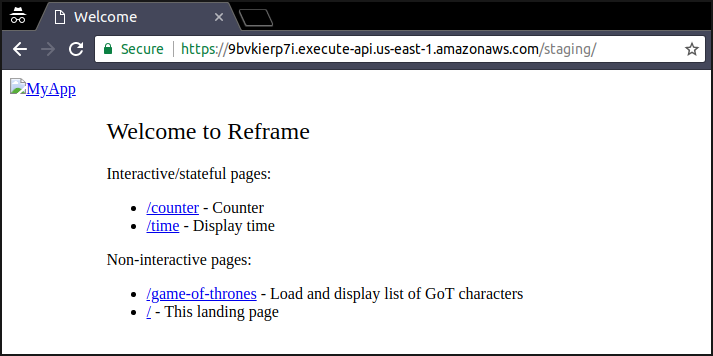 Welcome
Secure https://9bvkierp7i.execute-api.us-east-1.amazonaws.com/staging/
MyApp
Welcome to Reframe
Interactive/stateful pages:
/counter - Counter
/time - Display time
Non-interactive pages:
/game-of-thrones - Load and display list of GoT characters
/ - This landing page